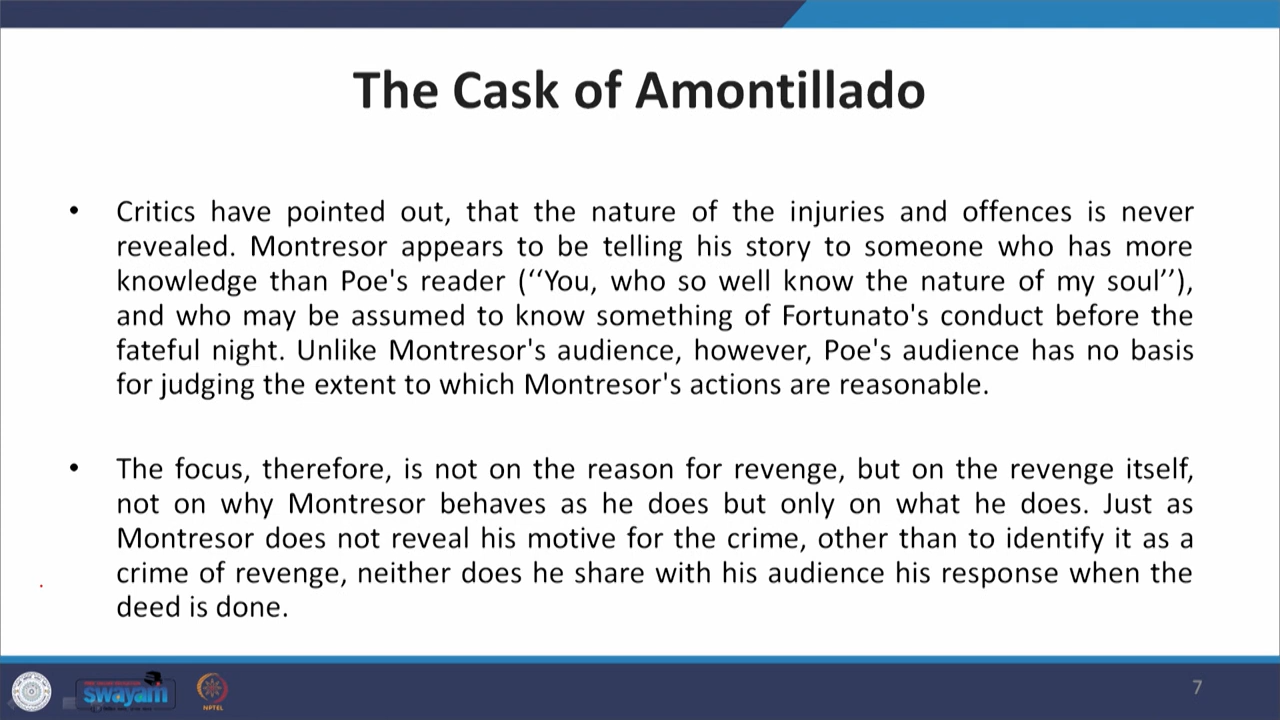 The Cask of Amontillado
• Critics have pointed out, that the nature of the injuries and offences is never
revealed. Montresor appears to be telling his story to someone who has more
knowledge than Poe's reader (‘‘You, who so well know the nature of my soul’’),
and who may be assumed to know something of Fortunato's conduct before the
fateful night. Unlike Montresor's audience, however, Poe's audience has no basis
for judging the extent to which Montresor's actions are reasonable.
• The focus, therefore, is not on the reason for revenge, but on the revenge itself,
not on why Montresor behaves as he does but only on what he does. Just as
Montresor does not reveal his motive for the crime, other than to identify it as a
crime of revenge, neither does he share with his audience his response when the
deed is done.
swayam
NPTEL
7